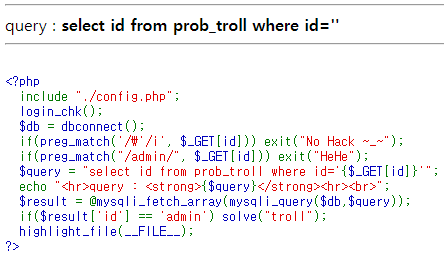 query : select id from prob_troll where id=''
<?php
include "./config.php";
login_chk();
$db = dbconnect();
if(preg_match('/₩'/i', $_GET[id])) exit("No Hack ~_~");
if(preg_match("/admin/", $_GET[id])) exit("HeHe");
$query = "select id from prob_troll where id='{$_GET[id]}'";
echo "<hr>query : <strong>{$query}</strong><hr><br>";
$result = @mysqli_fetch_array(mysqli_query($db,$query));
if($result['id'] == 'admin') solve("troll");
highlight_file(__FILE__);
?>